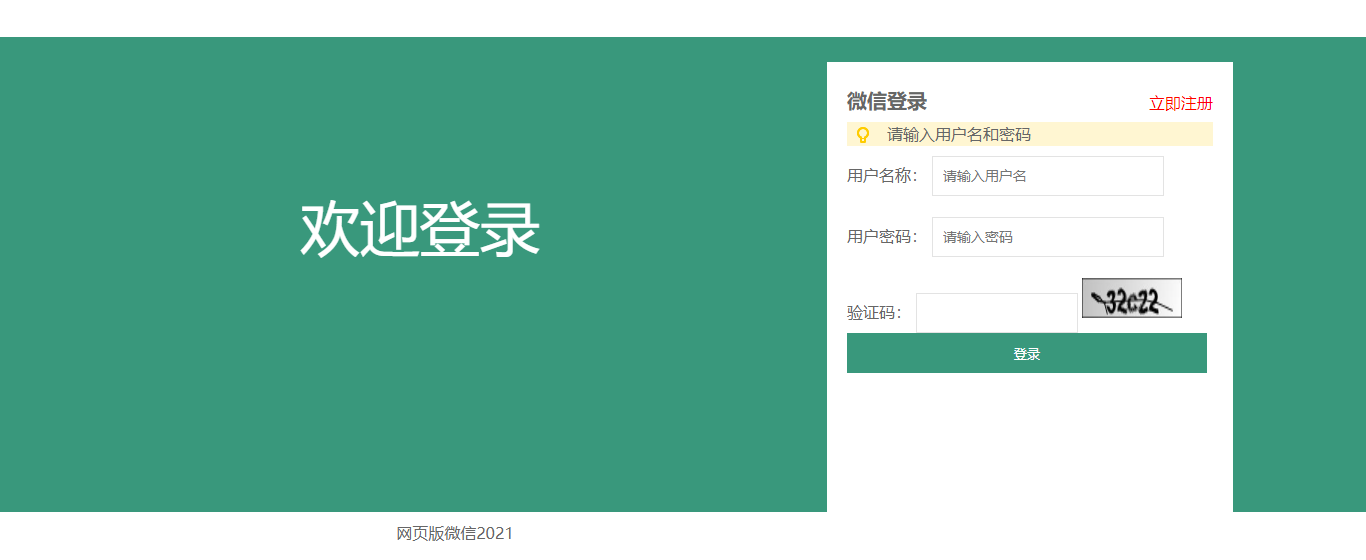 微信登录
立即注册
请输入用户名和密码
用户名称：
请输入用户名
欢迎登录
用户密码：
请输入密码
验证码：
32c22
登录
网页版微信2021